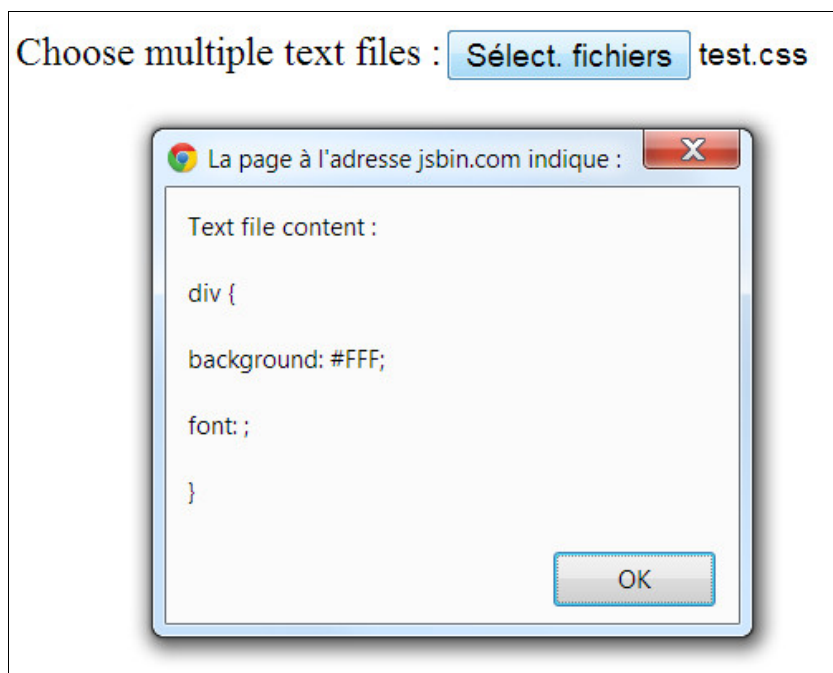 Choose multiple text files : Sélect. fichiers test.css
La page à l'adresse jsbin.com indique :
Text file content :
div {
background: #FFF;
font: ;
}
OK